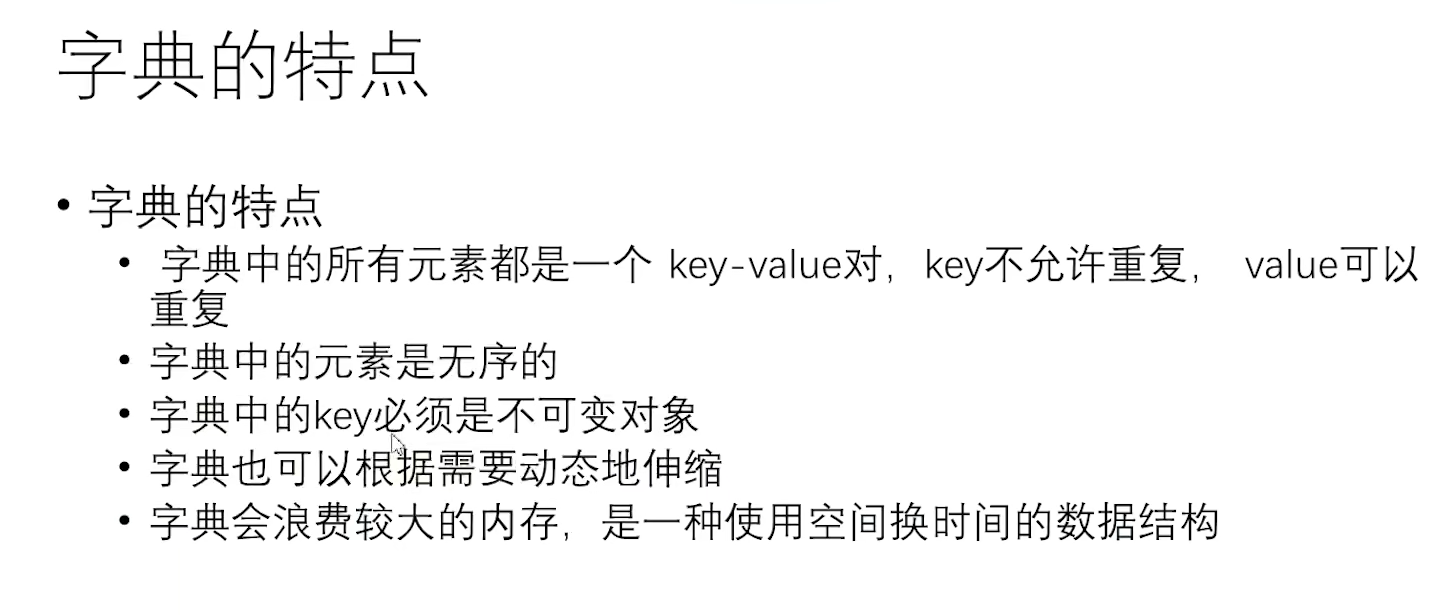 字典的特点
• 字典的特点
• 字典中的所有元素都是一个 key-value对，key不允许重复， value可以
重复
• 字典中的元素是无序的
• 字典中的key必须是不可变对象
• 字典也可以根据需要动态地伸缩
• 字典会浪费较大的内存，是一种使用空间换时间的数据结构